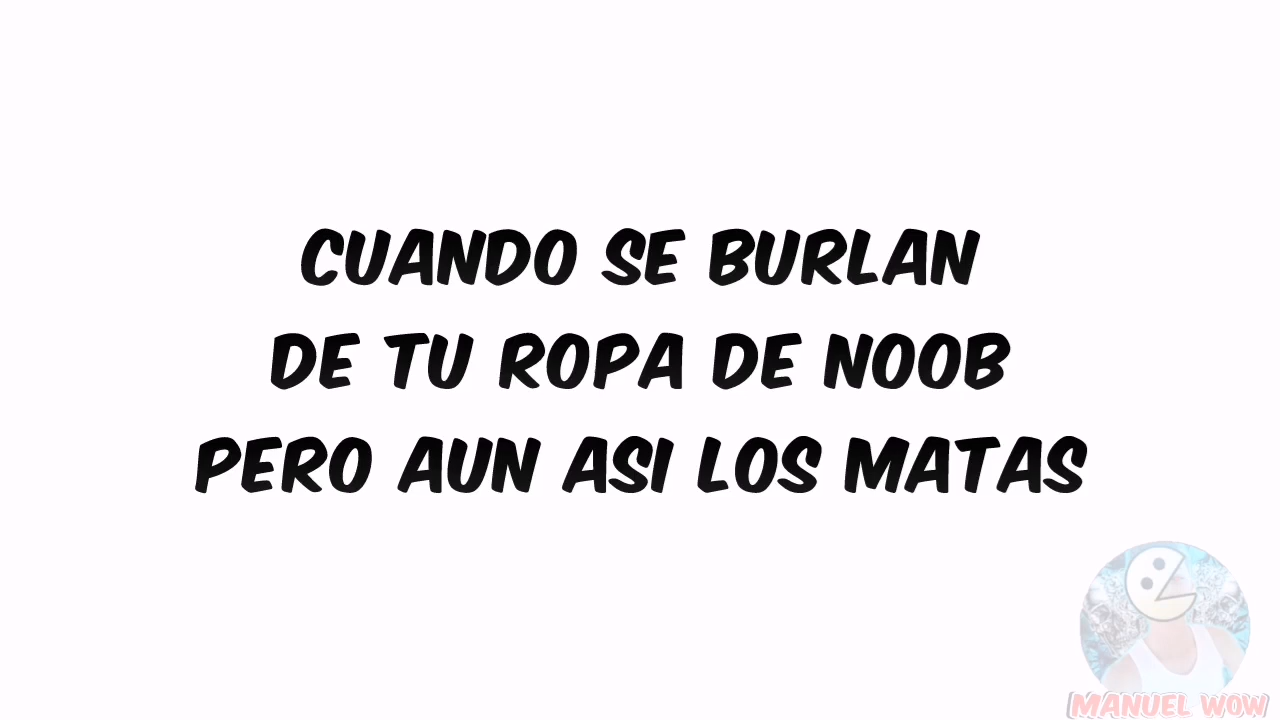 CUANDO SE BURLAN
DE TU ROPA DE NOOB
PERO AUN ASI LOS MATAS
MANUEL WOW